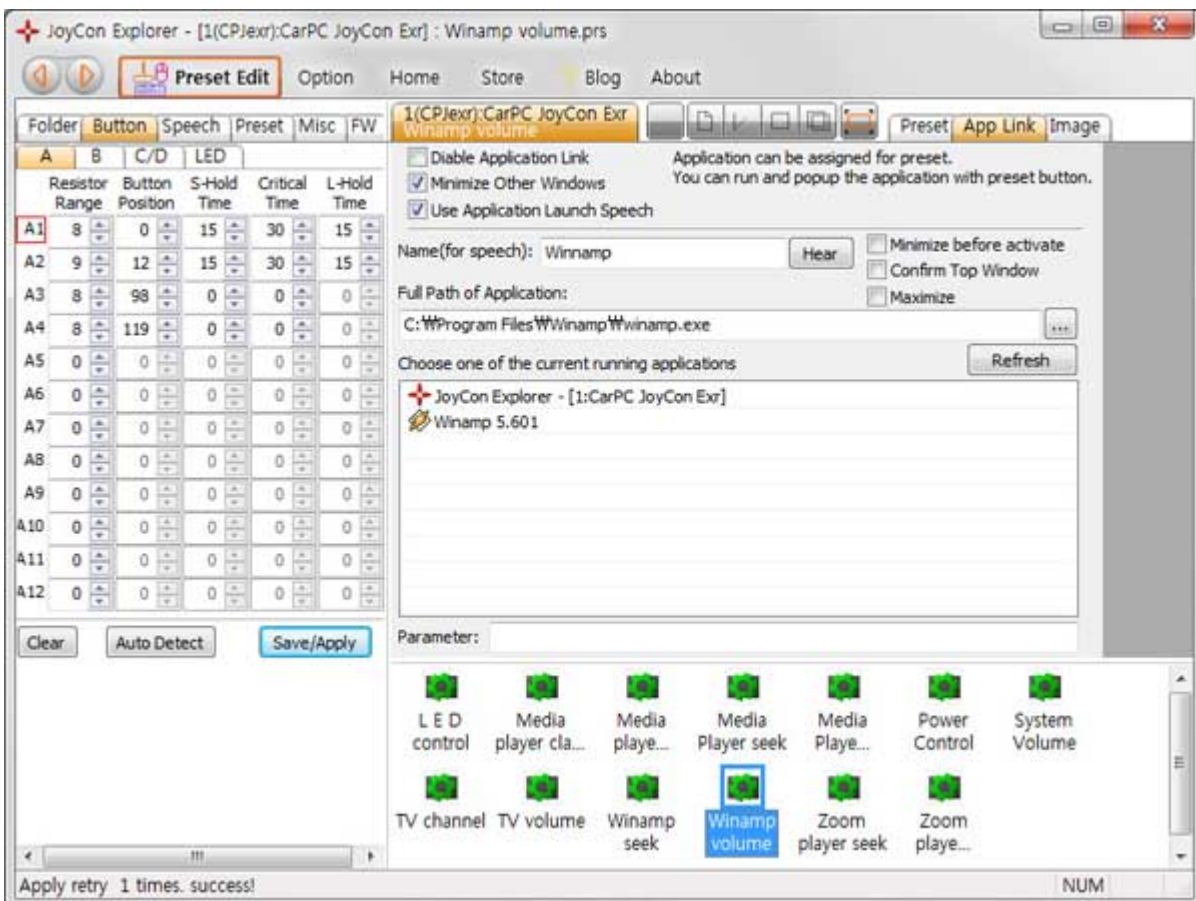 JoyCon Explorer - [1(CPJexr):CarPC JoyCon Exr] : Winamp volume.prs
Preset Edit Option Home Store Blog About
Folder Button Speech Preset Misc FW
1(CPJexr):CarPC JoyCon Exr
Winamp volume
Preset App Link Image
A B C/D LED
Resistor Range Button Position S-Hold Time Critical Time L-Hold Time
A1 8 0 15 30 15
A2 9 12 15 30 15
A3 8 98 0 0 0
A4 8 119 0 0 0
A5 0 0 0 0 0
A6 0 0 0 0 0
A7 0 0 0 0 0
A8 0 0 0 0 0
A9 0 0 0 0 0
A10 0 0 0 0 0
A11 0 0 0 0 0
A12 0 0 0 0 0
Clear Auto Detect Save/Apply
Diable Application Link
Minimize Other Windows
Use Application Launch Speech
Application can be assigned for preset.
You can run and popup the application with preset button.
Name(for speech): Winnamp Hear
Minimize before activate
Confirm Top Window
Maximize
Full Path of Application:
C:₩Program Files₩Winamp₩winamp.exe ...
Choose one of the current running applications Refresh
JoyCon Explorer - [1:CarPC JoyCon Exr]
Winamp 5.601
Parameter:
L E D control
Media player cla...
Media playe...
Media Player seek
Media Playe...
Power Control
System Volume
TV channel
TV volume
Winamp seek
Winamp volume
Zoom player seek
Zoom playe...
Apply retry 1 times. success! NUM